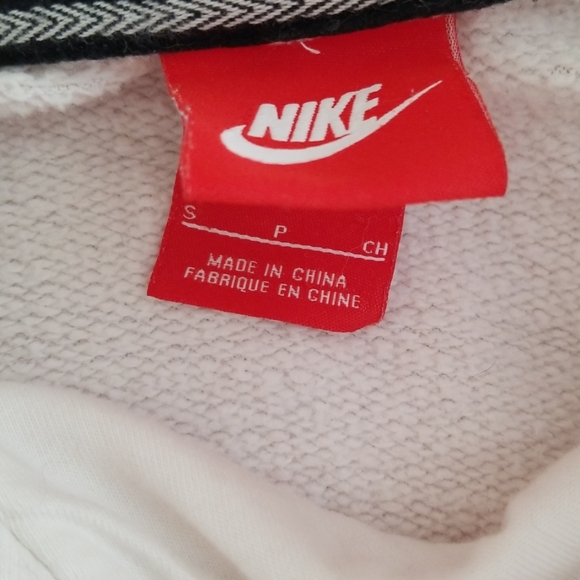 NIKE
S P CH
MADE IN CHINA
FABRIQUE EN CHINE